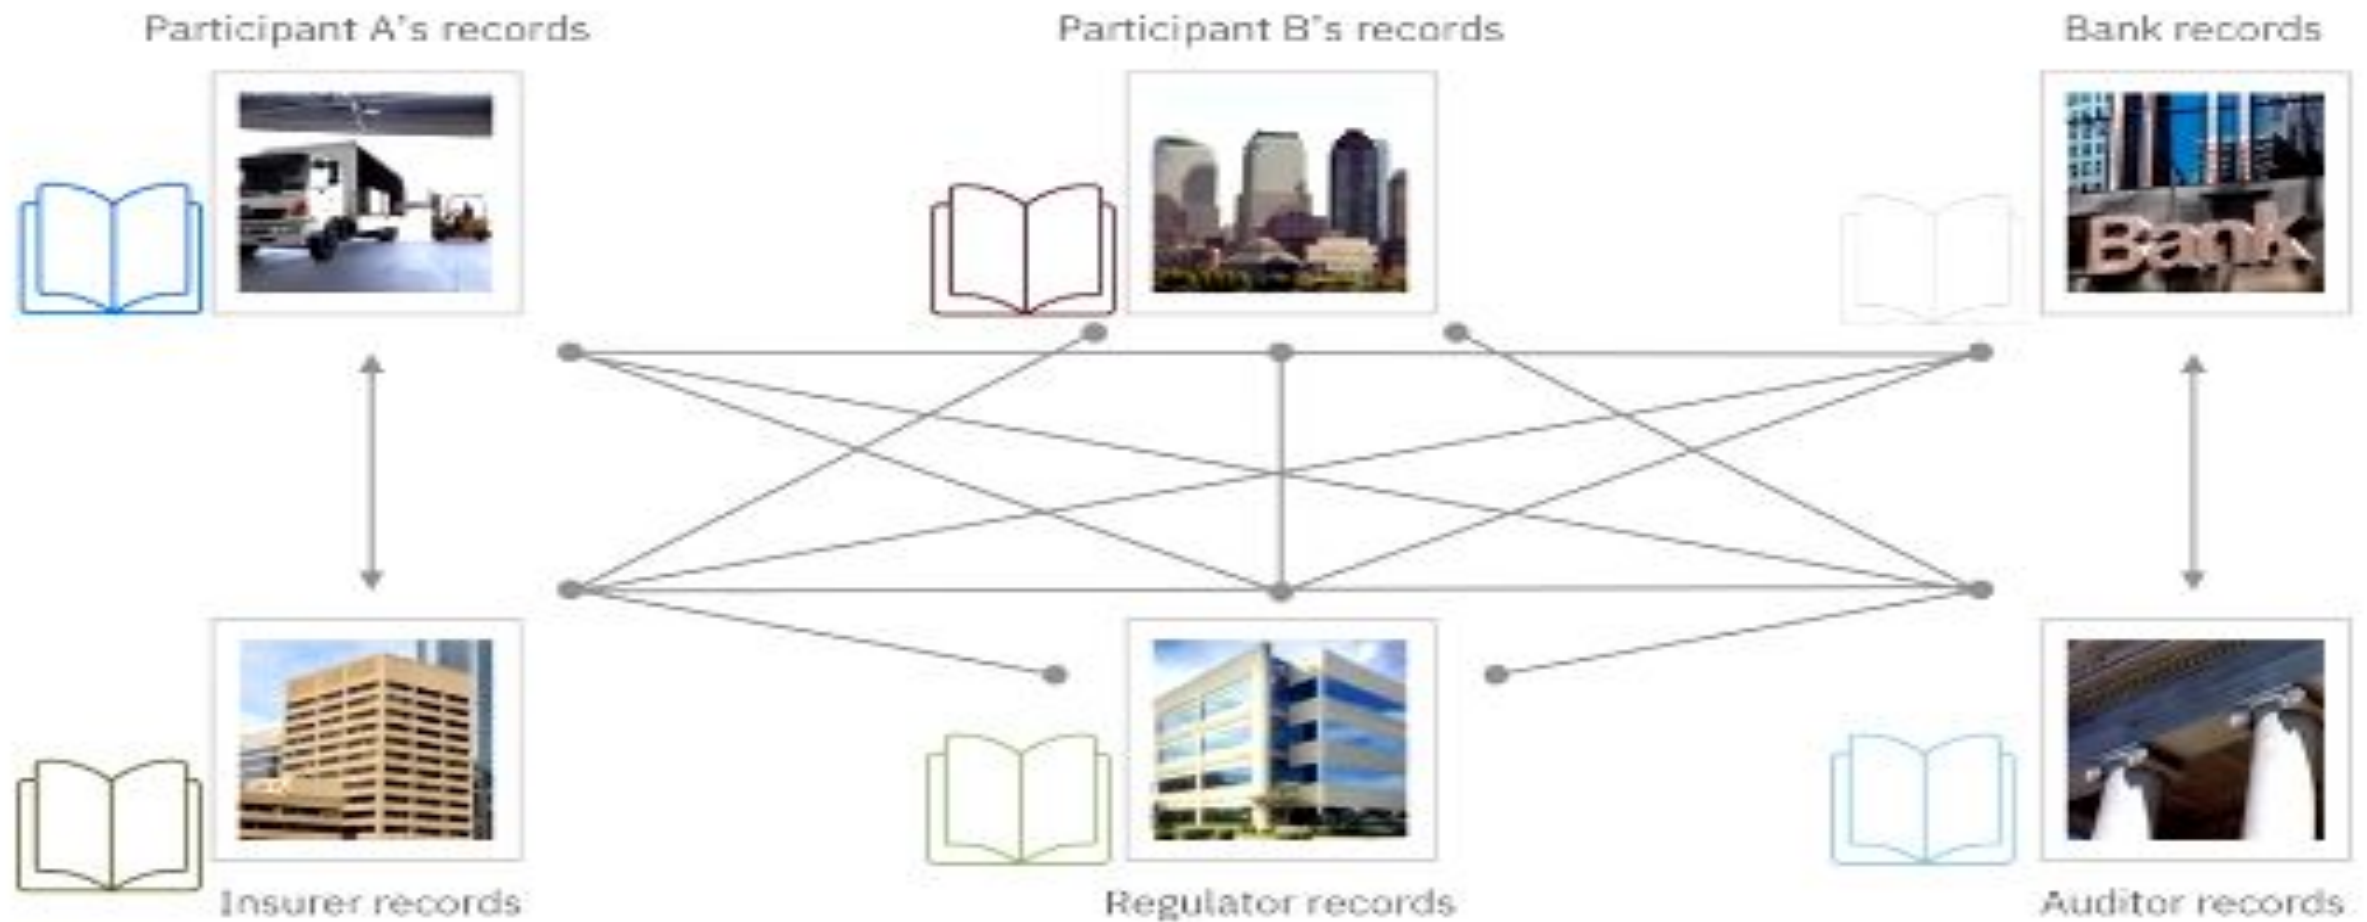 Participant A's records
Participant B's records
Bank records
Bank
Insurer records
Regulator records
Auditor records